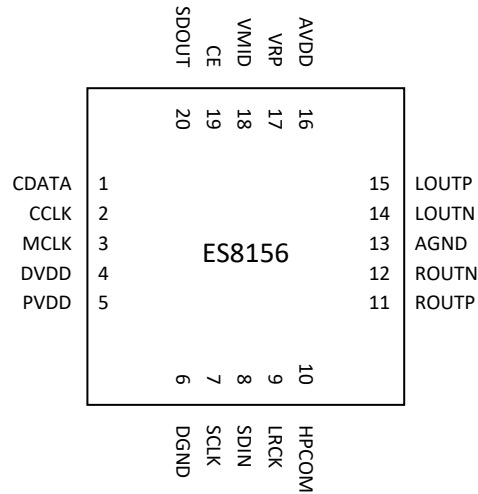 SDOUT CE VMID VRP AVDD
20 19 18 17 16
CDATA 1 15 LOUTP
CCLK 2 14 LOUTN
MCLK 3 13 AGND
ES8156
DVDD 4 12 ROUTN
PVDD 5 11 ROUTP
6 7 8 9 10
DGND SCLK SDIN LRCK HPCOM